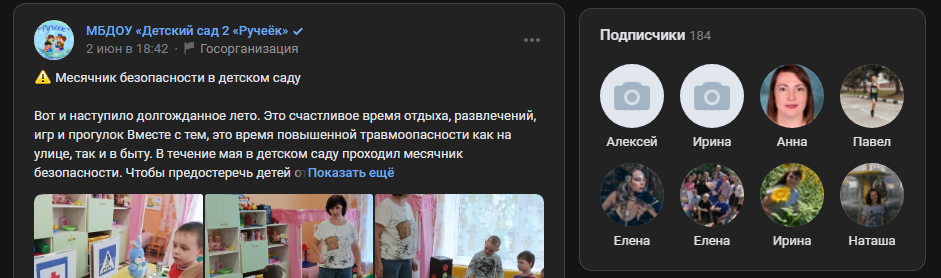 МБДОУ «Детский сад 2 «Ручеёк»
2 июн в 18:42 · Госорганизация
Месячник безопасности в детском саду
Вот и наступило долгожданное лето. Это счастливое время отдыха, развлечений,
игр и прогулок Вместе с тем, это время повышенной травмоопасности как на
улице, так и в быту. В течение мая в детском саду проходил месячник
безопасности. Чтобы предостеречь детей от Показать ещё
Подписчики 184
Алексей
Ирина
Анна
Павел
Елена
Елена
Ирина
Наташа
"Ручеёк"